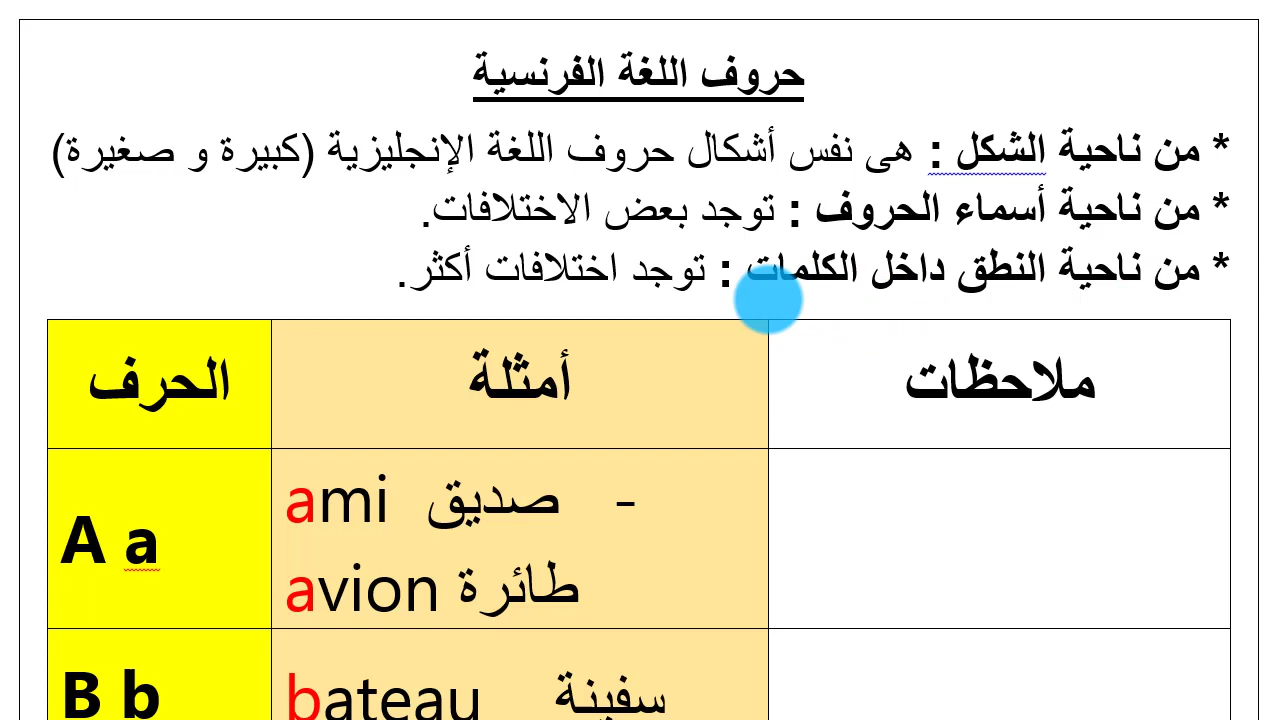 حروف اللغة الفرنسية
* من ناحية الشكل : هى نفس أشكال حروف اللغة الإنجليزية (كبيرة و صغيرة)
* من ناحية أسماء الحروف : توجد بعض الاختلافات.
* من ناحية النطق داخل الكلمات : توجد اختلافات أكثر.
الحرف أمثلة ملاحظات
A a
ami صديق -
avion طائرة
B b
bateau سفينة